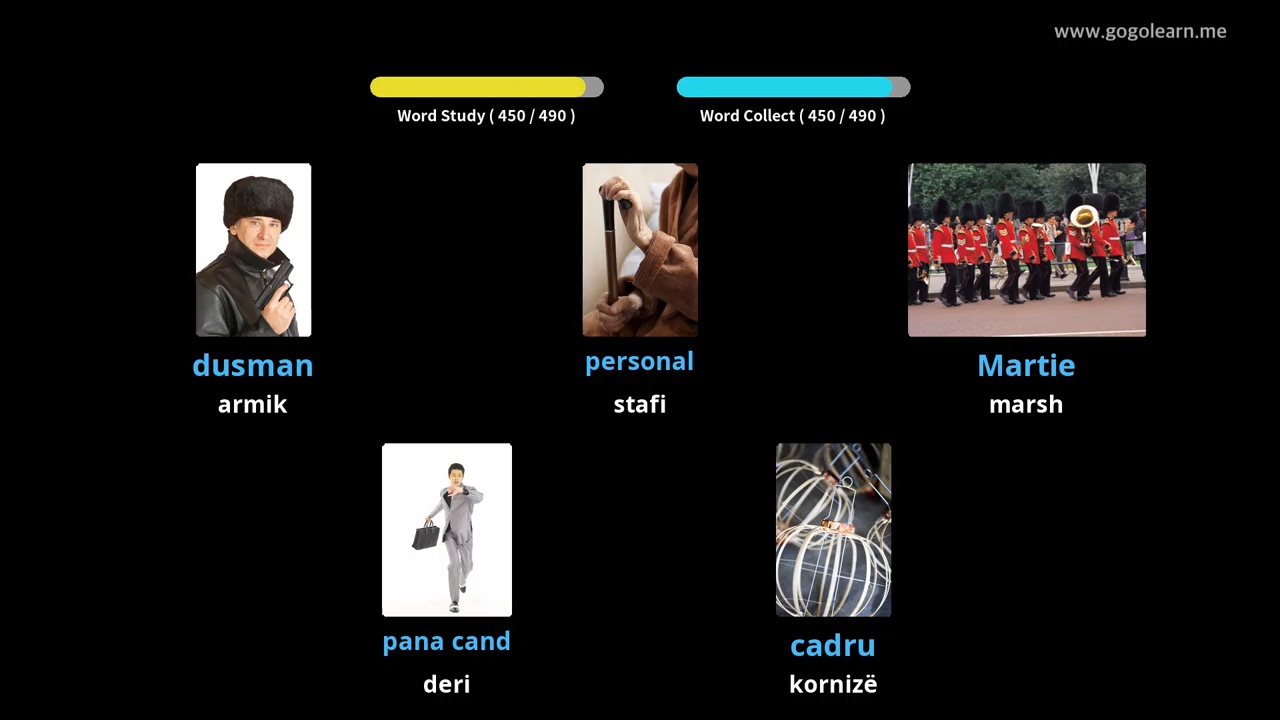 www.gogolearn.me
Word Study ( 450 / 490 )
Word Collect ( 450 / 490 )
dusman
armik
personal
stafi
Martie
marsh
pana cand
deri
cadru
kornizë